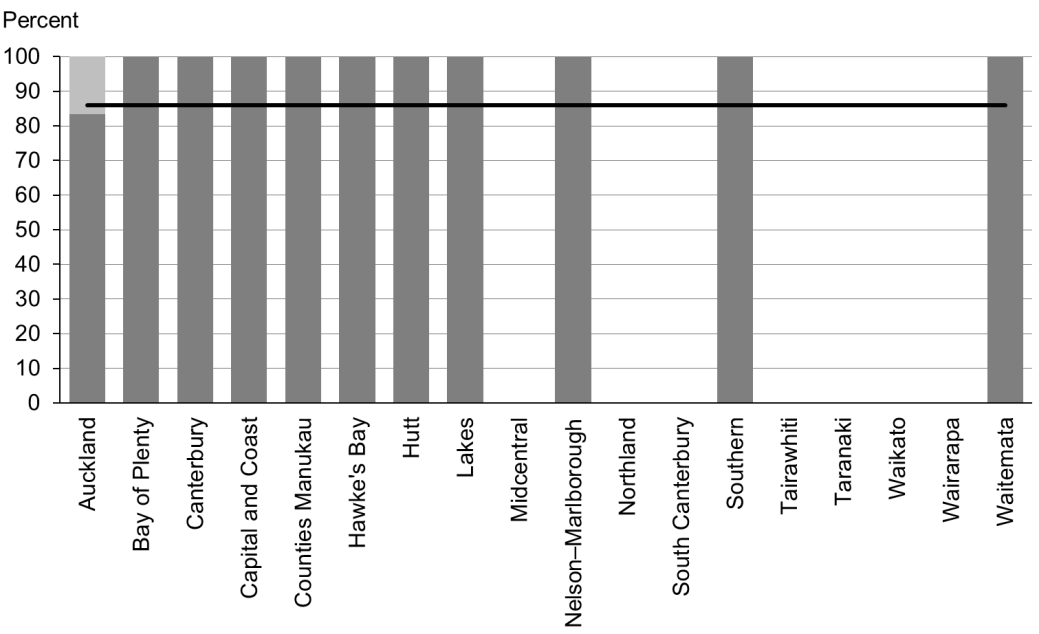 Percent
100
90
80
70
60
50
40
30
20
10
0
Auckland
Bay of Plenty
Canterbury
Capital and Coast
Counties Manukau
Hawke's Bay
Hutt
Lakes
Midcentral
Nelson–Marlborough
Northland
South Canterbury
Southern
Tairawhiti
Taranaki
Waikato
Wairarapa
Waitemata